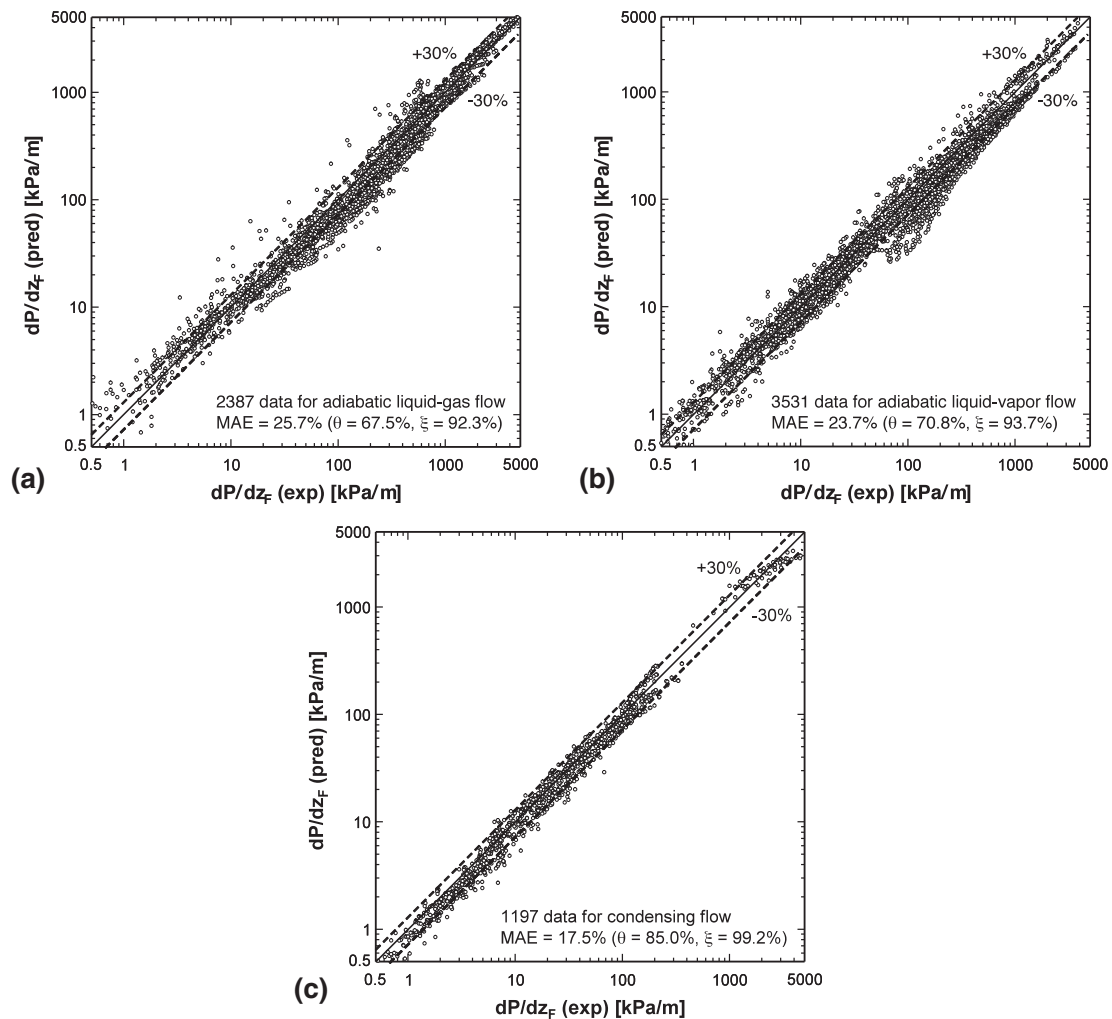 5000
1000
100
10
1
0.5
dP/dz_F (pred) [kPa/m]
+30%
-30%
2387 data for adiabatic liquid-gas flow
MAE = 25.7% (θ = 67.5%, ξ = 92.3%)
0.5 1 10 100 1000 5000
dP/dz_F (exp) [kPa/m]
(a)
5000
1000
100
10
1
0.5
dP/dz_F (pred) [kPa/m]
+30%
-30%
3531 data for adiabatic liquid-vapor flow
MAE = 23.7% (θ = 70.8%, ξ = 93.7%)
0.5 1 10 100 1000 5000
dP/dz_F (exp) [kPa/m]
(b)
5000
1000
100
10
1
0.5
dP/dz_F (pred) [kPa/m]
+30%
-30%
1197 data for condensing flow
MAE = 17.5% (θ = 85.0%, ξ = 99.2%)
0.5 1 10 100 1000 5000
dP/dz_F (exp) [kPa/m]
(c)